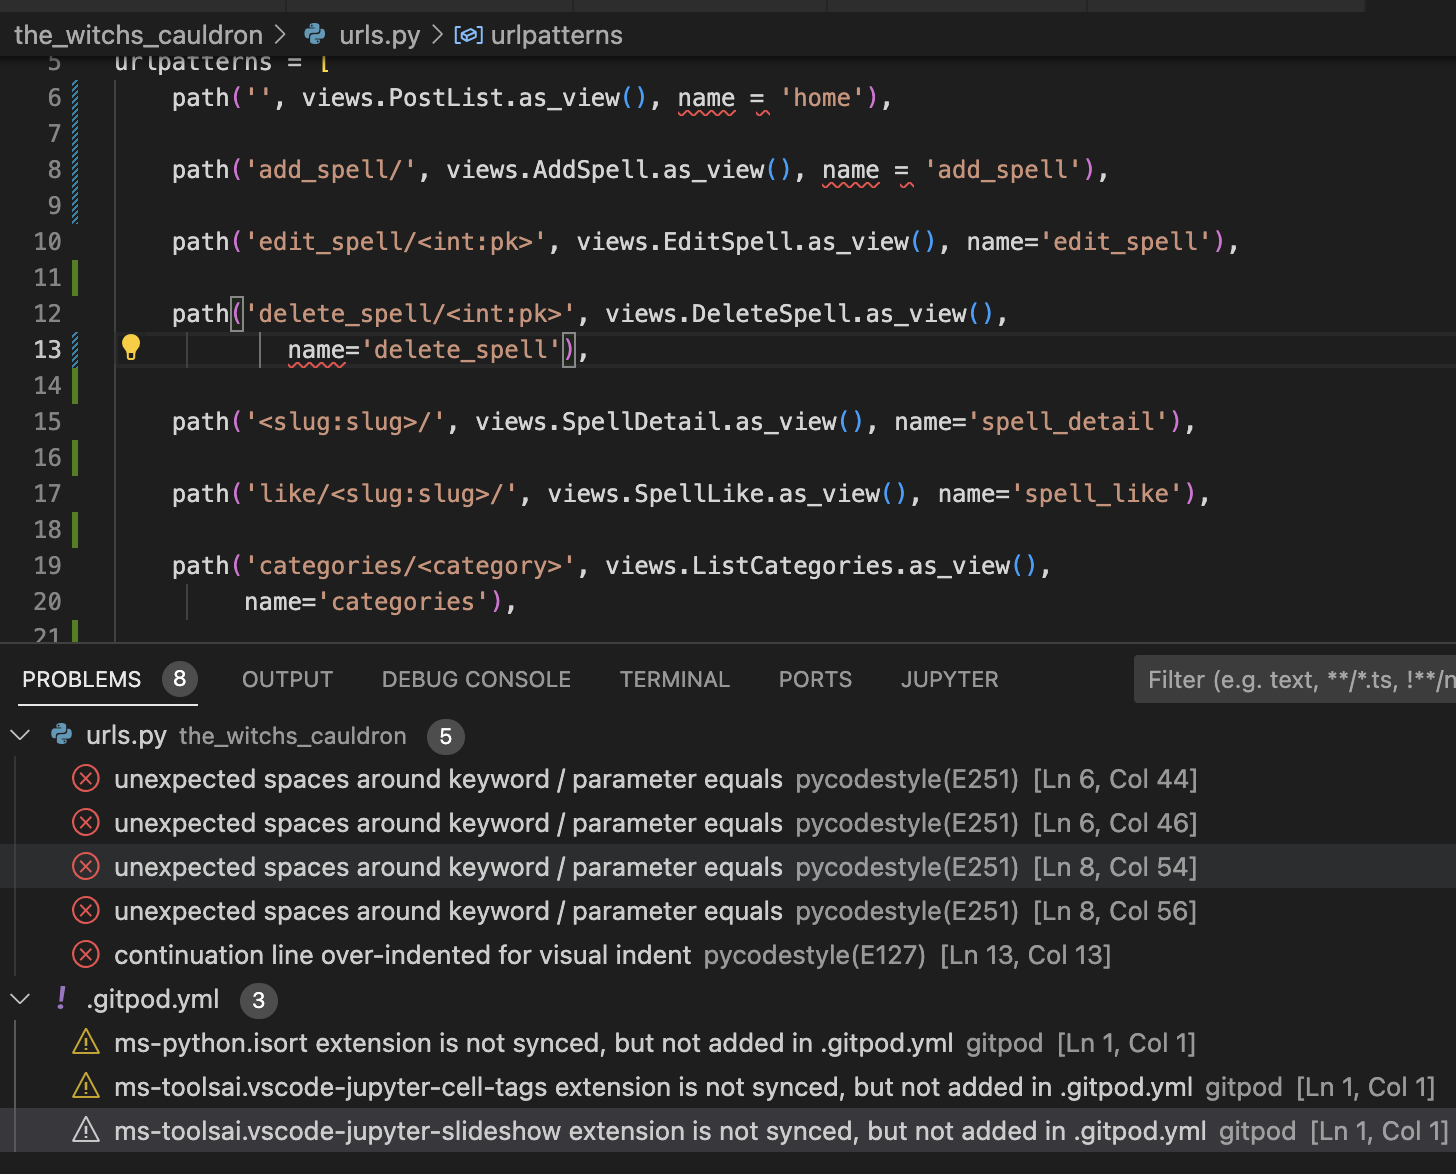 the_witchs_cauldron > urls.py > urlpatterns
5 urlpatterns = [
6 path('', views.PostList.as_view(), name = 'home'),
7
8 path('add_spell/', views.AddSpell.as_view(), name = 'add_spell'),
9
10 path('edit_spell/<int:pk>', views.EditSpell.as_view(), name='edit_spell'),
11
12 path('delete_spell/<int:pk>', views.DeleteSpell.as_view(),
13 name='delete_spell'),
14
15 path('<slug:slug>/', views.SpellDetail.as_view(), name='spell_detail'),
16
17 path('like/<slug:slug>/', views.SpellLike.as_view(), name='spell_like'),
18
19 path('categories/<category>', views.ListCategories.as_view(),
20 name='categories'),
21
PROBLEMS 8 OUTPUT DEBUG CONSOLE TERMINAL PORTS JUPYTER Filter (e.g. text, **/*.ts, !**/n
urls.py the_witchs_cauldron 5
unexpected spaces around keyword / parameter equals pycodestyle(E251) [Ln 6, Col 44]
unexpected spaces around keyword / parameter equals pycodestyle(E251) [Ln 6, Col 46]
unexpected spaces around keyword / parameter equals pycodestyle(E251) [Ln 8, Col 54]
unexpected spaces around keyword / parameter equals pycodestyle(E251) [Ln 8, Col 56]
continuation line over-indented for visual indent pycodestyle(E127) [Ln 13, Col 13]
! .gitpod.yml 3
ms-python.isort extension is not synced, but not added in .gitpod.yml gitpod [Ln 1, Col 1]
ms-toolsai.vscode-jupyter-cell-tags extension is not synced, but not added in .gitpod.yml gitpod [Ln 1, Col 1]
ms-toolsai.vscode-jupyter-slideshow extension is not synced, but not added in .gitpod.yml gitpod [Ln 1, Col 1]